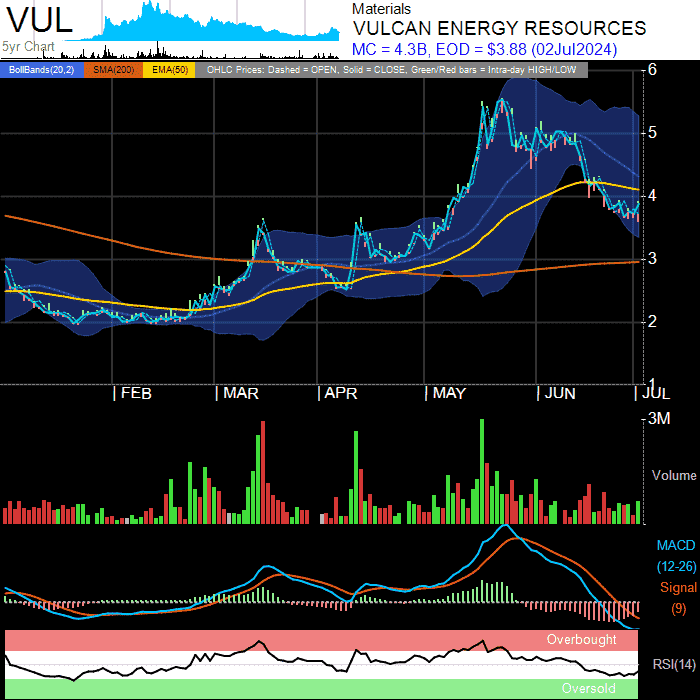 VUL
5yr Chart
Materials
VULCAN ENERGY RESOURCES
MC = 4.3B, EOD = $3.88 (02Jul2024)
BollBands(20,2) SMA(200) EMA(50) OHLC Prices: Dashed = OPEN, Solid = CLOSE, Green/Red bars = Intra-day HIGH/LOW
6
5
4
3
2
1
FEB MAR APR MAY JUN JUL
3M
Volume
MACD
(12-26)
Signal
(9)
Overbought
RSI(14)
Oversold